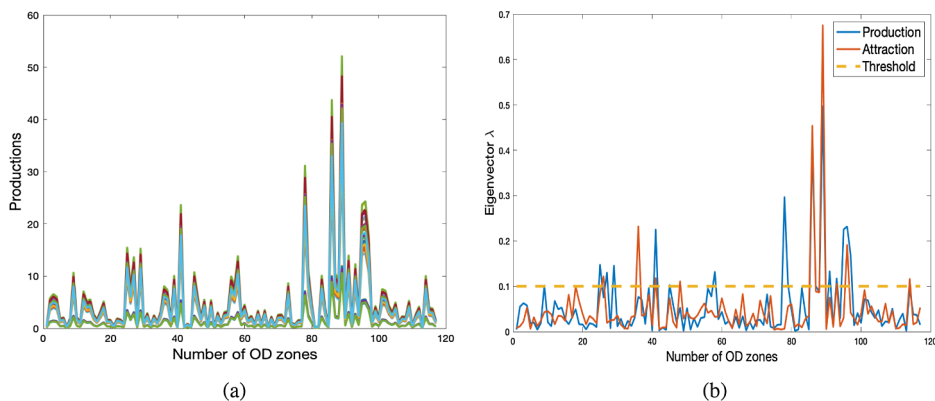 60
50
40
30
20
10
0
Productions
0 20 40 60 80 100 120
Number of OD zones
(a)
0.7
0.6
0.5
0.4
0.3
0.2
0.1
0
Eigenvector λ
Production
Attraction
Threshold
0 20 40 60 80 100 120
Number of OD zones
(b)